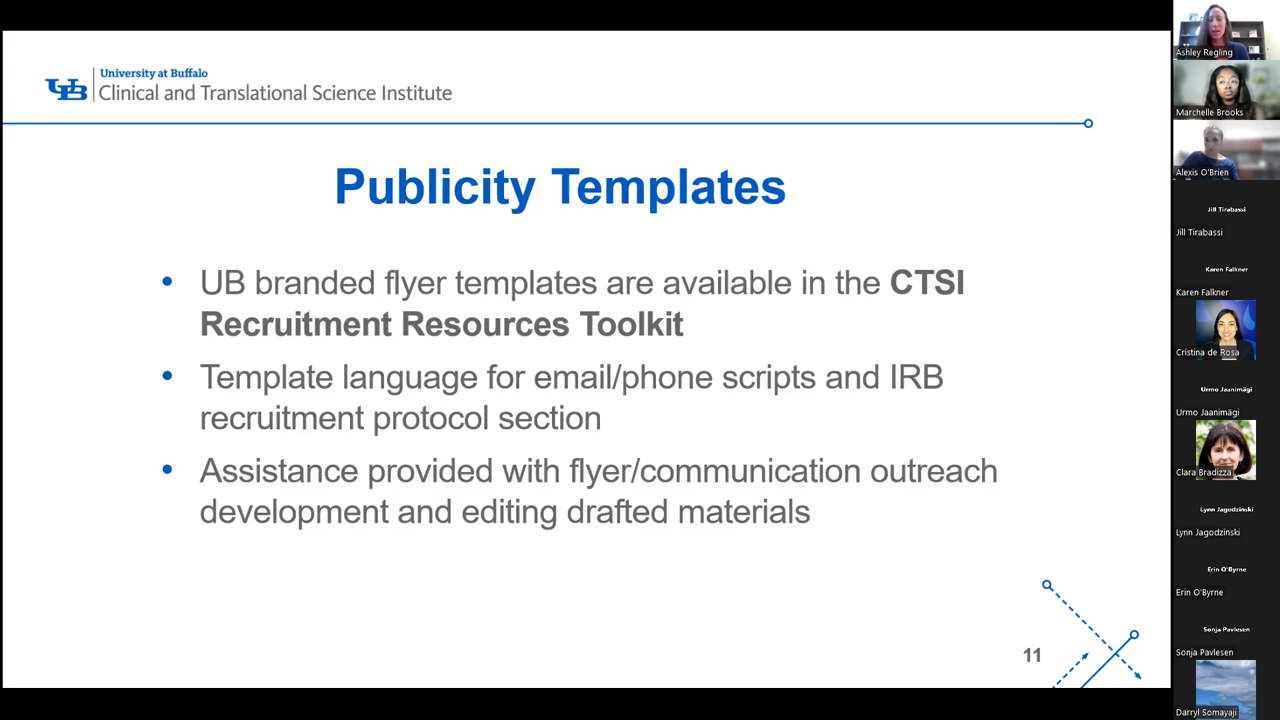 UB
University at Buffalo
Clinical and Translational Science Institute
Publicity Templates
• UB branded flyer templates are available in the CTSI
Recruitment Resources Toolkit
• Template language for email/phone scripts and IRB
recruitment protocol section
• Assistance provided with flyer/communication outreach
development and editing drafted materials
11
Ashley Regling
Marchelle Brooks
Alexis O'Brien
Jill Tirabassi
Jill Tirabassi
Karen Falkner
Karen Falkner
Cristina de Rosa
Urmo Jaanimägi
Urmo Jaanimägi
Clara Bradizza
Lynn Jagodzinski
Lynn Jagodzinski
Erin O'Byrne
Erin O'Byrne
Sonja Pavlesen
Sonja Pavlesen
Darryl Somayaji